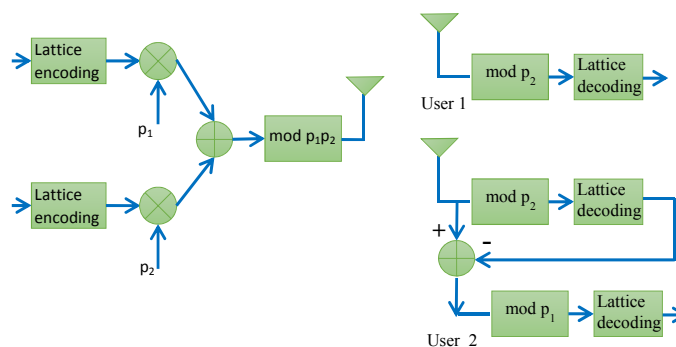 Lattice
encoding
p1
mod p1p2
Lattice
encoding
p2
mod p2
Lattice
decoding
User 1
mod p2
Lattice
decoding
+
-
mod p1
Lattice
decoding
User 2